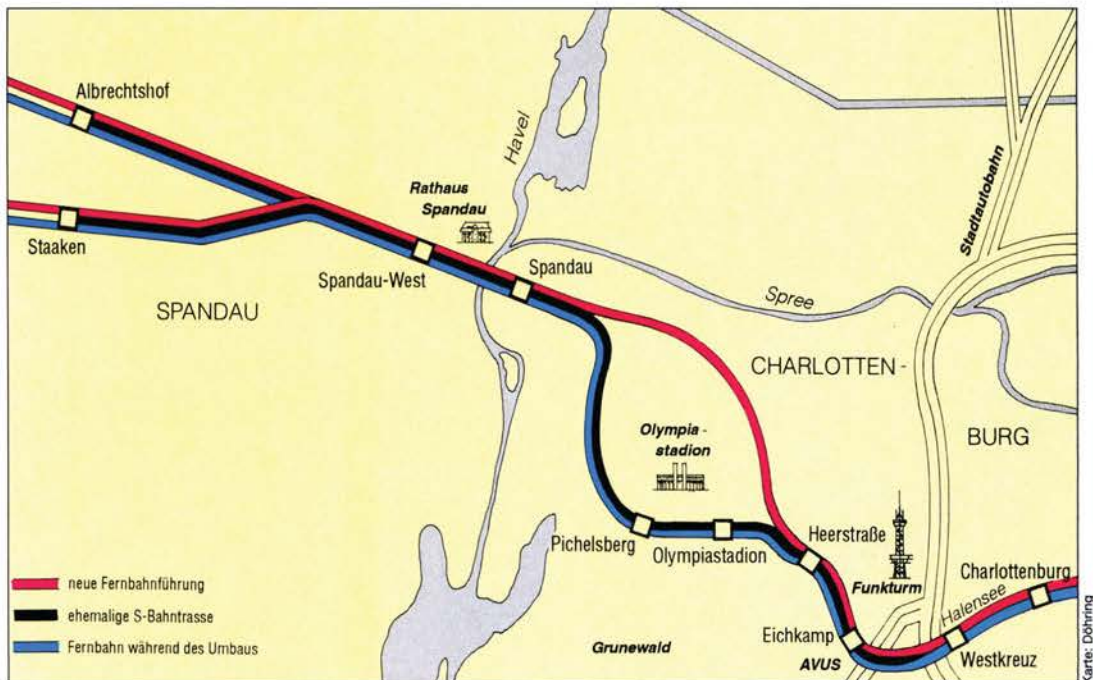 Albrechtshof
Havel
Rathaus
Spandau
Stadtautobahn
Staaken
Spandau-West
Spandau
SPANDAU
Spree
CHARLOTTEN -
BURG
Olympia -
stadion
Pichelsberg
Olympiastadion
Heerstraße
Funkturm
Charlottenburg
Halensee
Eichkamp
AVUS
Westkreuz
Grunewald
neue Fernbahnführung
ehemalige S-Bahntrasse
Fernbahn während des Umbaus
Karte: Döhring